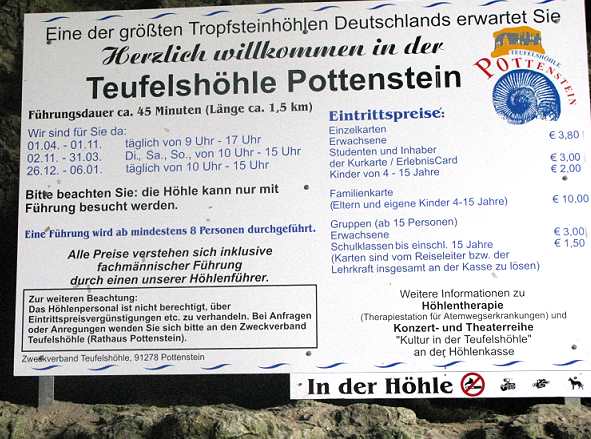 Eine der größten Tropfsteinhöhlen Deutschlands erwartet Sie
Herzlich willkommen in der
Teufelshöhle Pottenstein
TEUFELSHÖHLE
POTTENSTEIN
Führungsdauer ca. 45 Minuten (Länge ca. 1,5 km)
Wir sind für Sie da:
01.04. - 01.11. täglich von 9 Uhr - 17 Uhr
02.11. - 31.03. Di., Sa., So., von 10 Uhr - 15 Uhr
26.12. - 06.01. täglich von 10 Uhr - 15 Uhr
Bitte beachten Sie: die Höhle kann nur mit
Führung besucht werden.
Eine Führung wird ab mindestens 8 Personen durchgeführt.
Alle Preise verstehen sich inklusive
fachmännischer Führung
durch einen unserer Höhlenführer.
Zur weiteren Beachtung:
Das Höhlenpersonal ist nicht berechtigt, über
Eintrittspreisvergünstigungen etc. zu verhandeln. Bei Anfragen
oder Anregungen wenden Sie sich bitte an den Zweckverband
Teufelshöhle (Rathaus Pottenstein).
Zweckverband Teufelshöhle, 91278 Pottenstein
Eintrittspreise:
Einzelkarten
Erwachsene € 3,80
Studenten und Inhaber
der Kurkarte / ErlebnisCard € 3,00
Kinder von 4 - 15 Jahre € 2,00
Familienkarte € 10,00
(Eltern und eigene Kinder 4-15 Jahre)
Gruppen (ab 15 Personen)
Erwachsene € 3,00
Schulklassen bis einschl. 15 Jahre € 1,50
(Karten sind vom Reiseleiter bzw. der
Lehrkraft insgesamt an der Kasse zu lösen)
Weitere Informationen zu
Höhlentherapie
(Therapiestation für Atemwegserkrankungen) und
Konzert- und Theaterreihe
"Kultur in der Teufelshöhle"
an der Höhlenkasse
In der Höhle